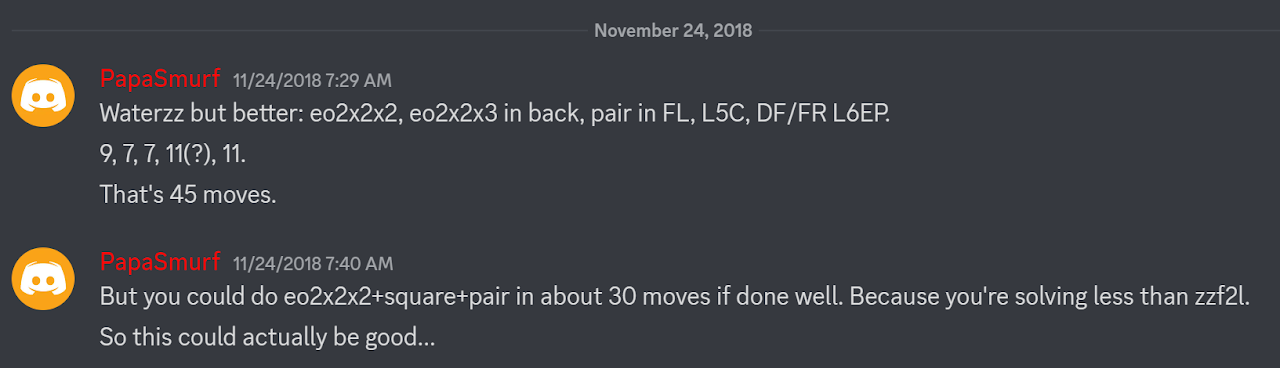 November 24, 2018
PapaSmurf 11/24/2018 7:29 AM
Waterzz but better: eo2x2x2, eo2x2x3 in back, pair in FL, L5C, DF/FR L6EP.
9, 7, 7, 11(?), 11.
That's 45 moves.
PapaSmurf 11/24/2018 7:40 AM
But you could do eo2x2x2+square+pair in about 30 moves if done well. Because you're solving less than zzf2l.
So this could actually be good...